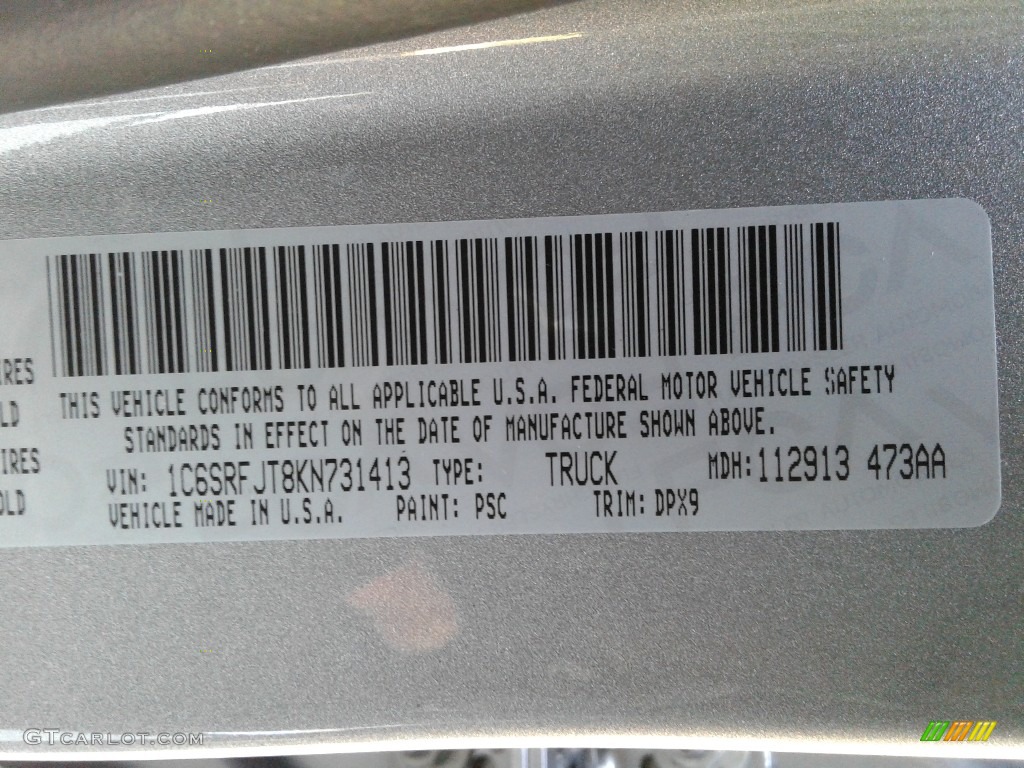 IRES
OLD
IRES
OLD
THIS VEHICLE CONFORMS TO ALL APPLICABLE U.S.A. FEDERAL MOTOR VEHICLE SAFETY
STANDARDS IN EFFECT ON THE DATE OF MANUFACTURE SHOWN ABOVE.
VIN: 1C6SRFJT8KN731413 TYPE: TRUCK MDH: 112913 473AA
VEHICLE MADE IN U.S.A. PAINT: PSC TRIM: DPX9
GTCARLOT.COM